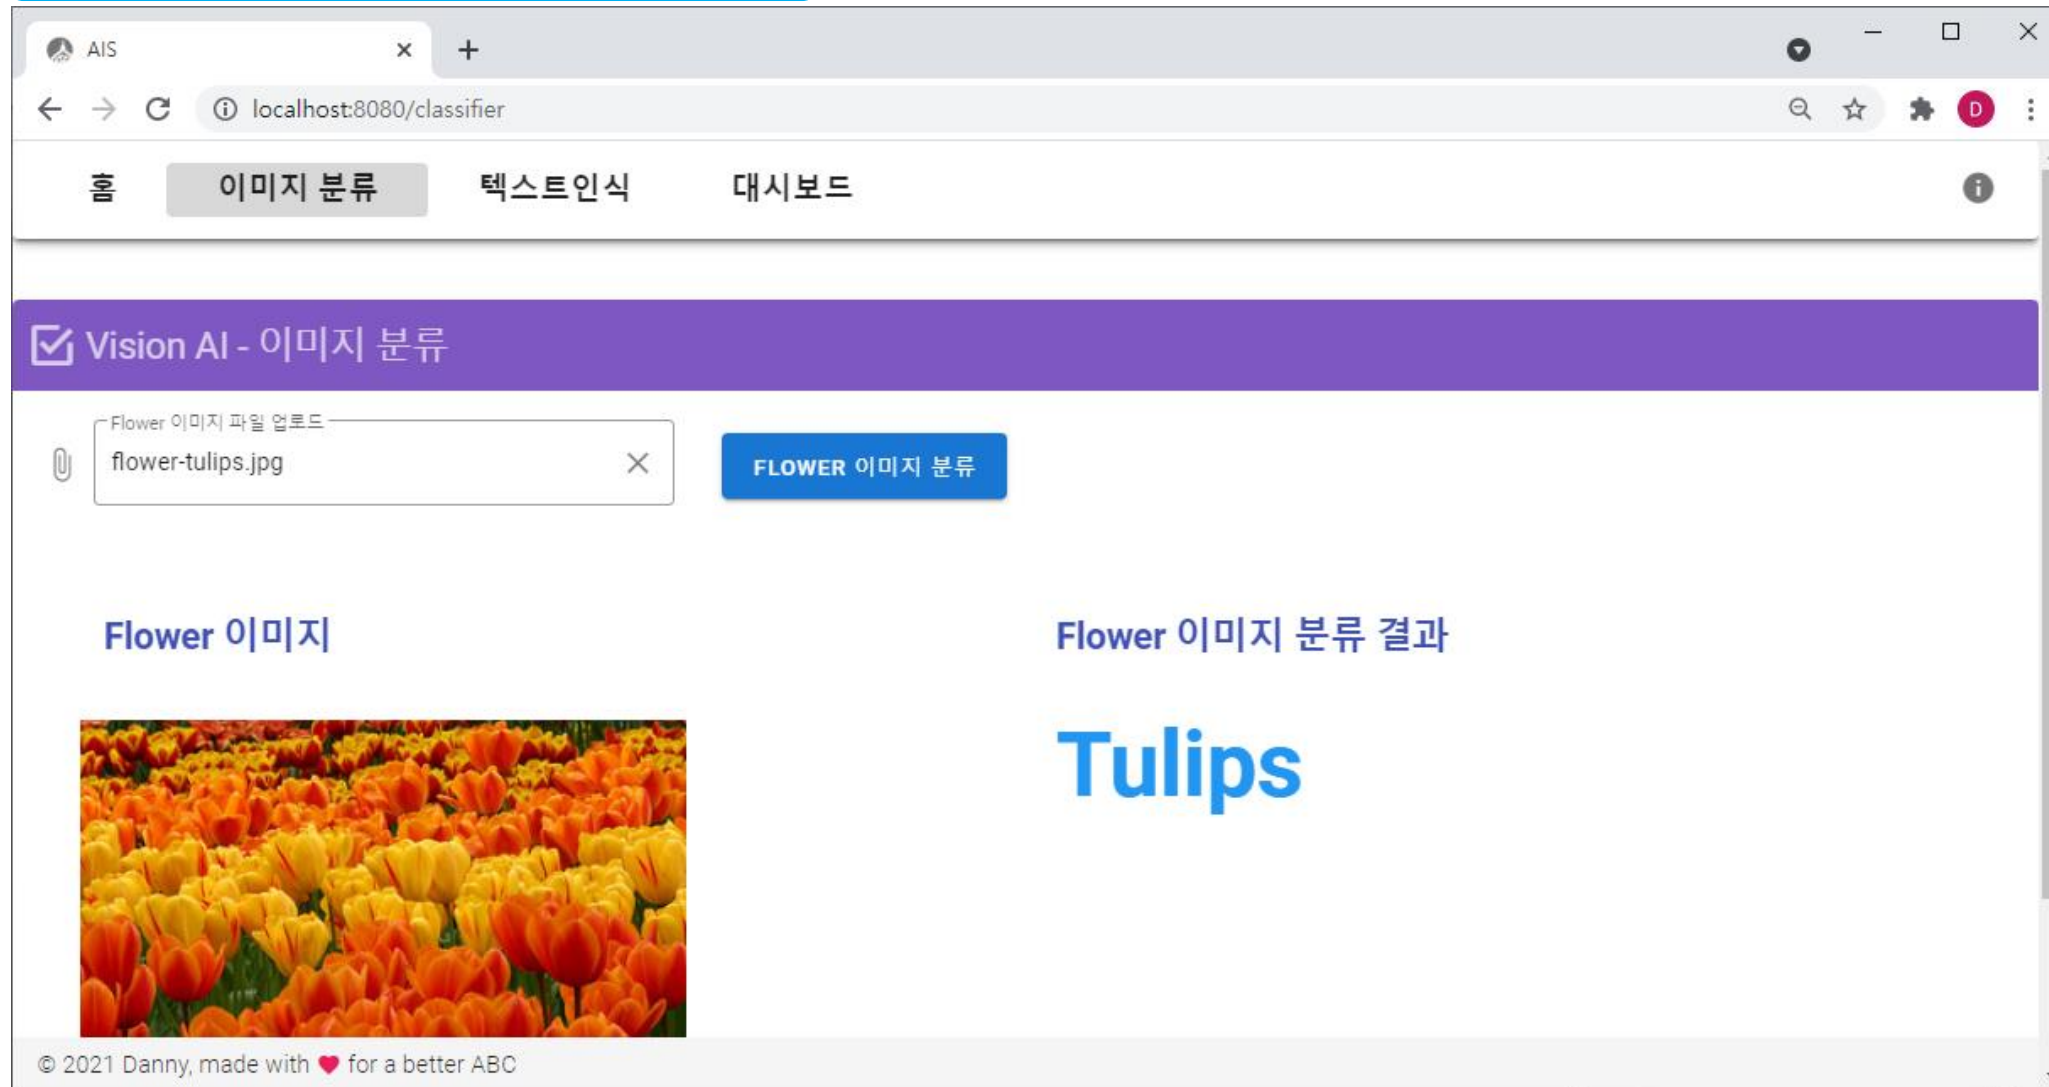 AIS
localhost:8080/classifier
D
홈 이미지 분류 텍스트인식 대시보드
Vision AI - 이미지 분류
Flower 이미지 파일 업로드
flower-tulips.jpg
FLOWER 이미지 분류
Flower 이미지
Flower 이미지 분류 결과
Tulips
© 2021 Danny, made with ♥ for a better ABC